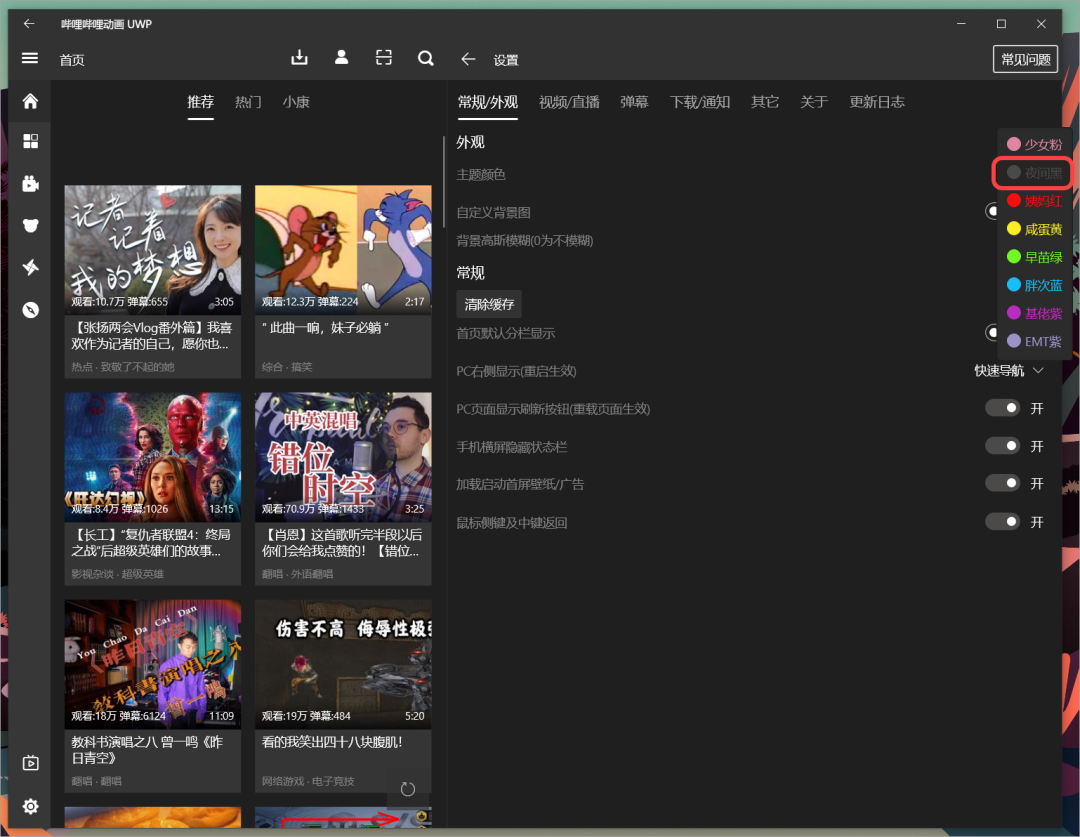 哔哩哔哩动画 UWP
首页
设置
常见问题
推荐 热门 小康
常规/外观 视频/直播 弹幕 下载/通知 其它 关于 更新日志
外观
主题颜色
自定义背景图
背景高斯模糊(0为不模糊)
常规
清除缓存
首页默认分栏显示
PC右侧显示(重启生效)
快速导航
PC页面显示刷新按钮(重载页面生效)
开
手机横屏隐藏状态栏
开
加载启动首屏壁纸/广告
开
鼠标侧键及中键返回
开
少女粉
夜间黑
姨妈红
咸蛋黄
早苗绿
胖次蓝
基佬紫
EMT紫
记者
记着
我的梦想
观看:10.7万 弹幕:655 3:05
【张扬两会Vlog番外篇】我喜
欢作为记者的自己，愿你也...
热点 · 致敬了不起的她
观看:12.3万 弹幕:224 2:17
“ 此曲一响，妹子必躺 ”
综合 · 搞笑
《旺达幻视》
观看:8.4万 弹幕:1026 13:15
【长工】”复仇者联盟4：终局
之战”后超级英雄们的故事...
影视杂谈 · 超级英雄
中英混唱
错位
时空
观看:70.9万 弹幕:1433 3:25
【肖恩】这首歌听完半段以后
你们会给我点赞的！【错位...
翻唱 · 外语翻唱
You Chao Da Cai Dan
《昨日青空》
教科書演唱之八
曾一鸣
观看:18万 弹幕:6124 11:09
教科书演唱之八 曾一鸣《昨
日青空》
翻唱 · 翻唱
伤害不高 侮辱性极强
观看:19万 弹幕:484 5:20
看的我笑出四十八块腹肌！
网络游戏 · 电子竞技